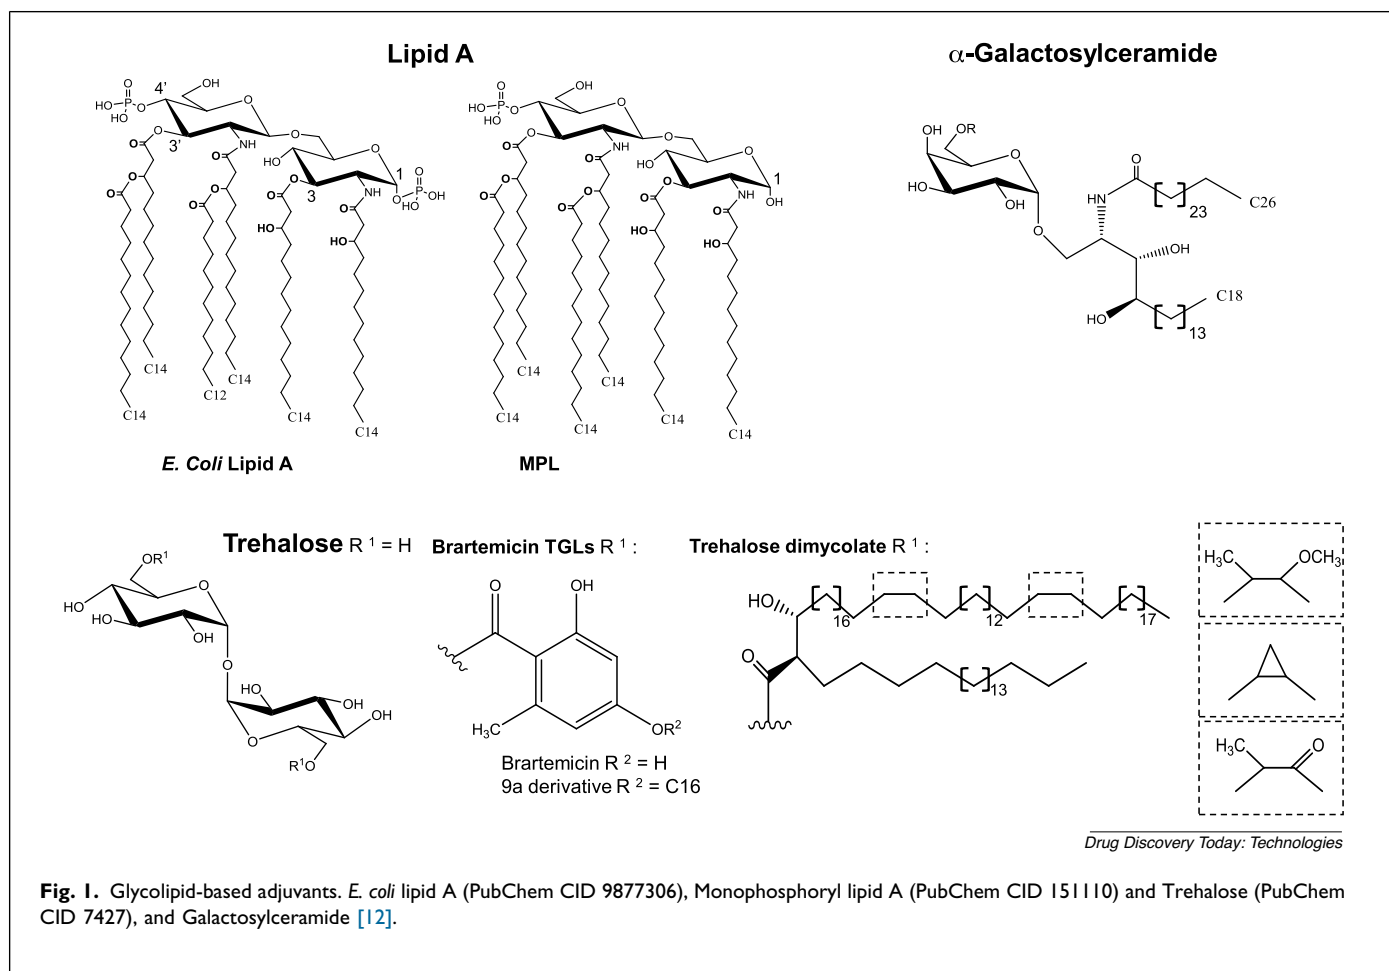 Lipid A
α-Galactosylceramide
O
HO P O
HO
4'
OH
O
O
3'
O
NH
O
O
O
O
O
O
O
HO
O
O
3
HO
1
NH
O
O
O P OH
HO OH
HO
C14
C14
C12
C14
C14
C14
E. Coli Lipid A
O
HO P O
HO
OH
O
O
O
NH
O
O
O
O
O
O
HO
O
O
O
HO
1
NH
OH
O
HO
C14
C14
C14
C14
C14
C14
MPL
OH
OR
O
HO
HO
OH
O
O
HN
23
C26
OH
HO
13
C18
Trehalose R 1 = H
OR1
O
HO
HO
OH
O
HO
HO
OH
OH
O
R1O
Brartemicin TGLs R 1 :
O
OH
H3C
OR2
Brartemicin R 2 = H
9a derivative R 2 = C16
Trehalose dimycolate R 1 :
HO
16
12
17
O
13
H3C
OCH3
H3C
O
Drug Discovery Today: Technologies
Fig. 1. Glycolipid-based adjuvants. E. coli lipid A (PubChem CID 9877306), Monophosphoryl lipid A (PubChem CID 151110) and Trehalose (PubChem
CID 7427), and Galactosylceramide [12].